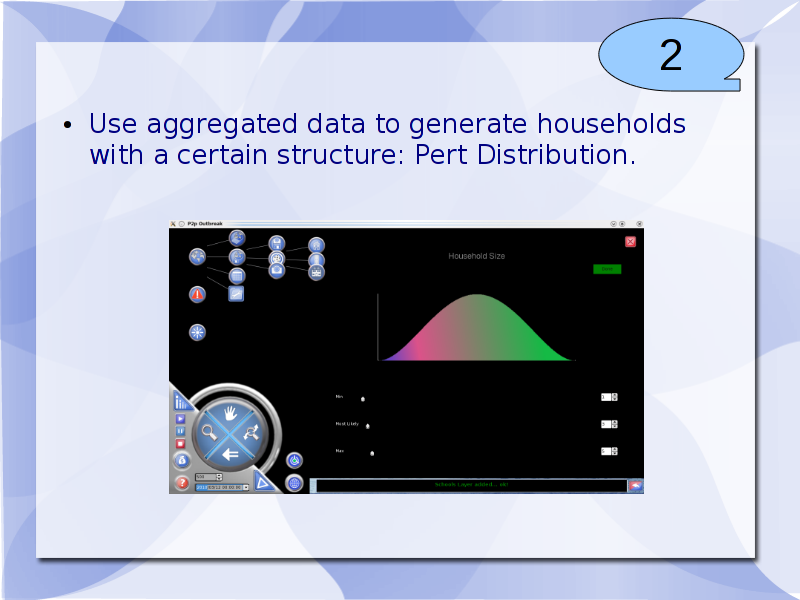 2
• Use aggregated data to generate households
with a certain structure: Pert Distribution.
P2p Outbreak
Household Size
Min
Most Likely
Max
Schools Layer added... ok!